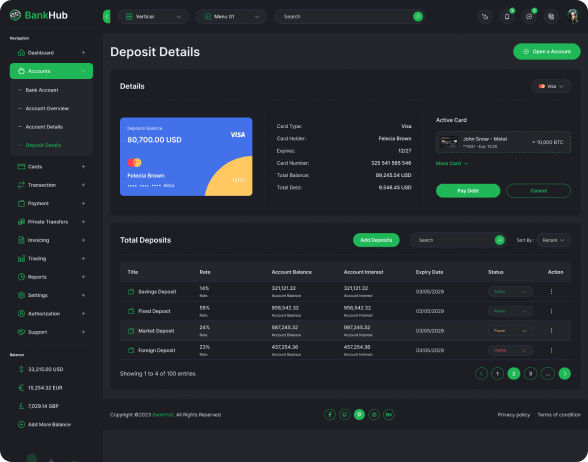 BankHub
Vertical
Menu 01
Search
3
2
Navigation
Dashboard +
Accounts -
Bank Account
Account Overview
Account Details
Deposit Details
Cards +
Transaction +
Payment +
Private Transfers +
Invoicing +
Trading +
Reports +
Settings +
Authorization +
Support +
Balance
$ 33,215.00 USD
€ 15,254.32 EUR
£ 7,029.14 GBP
Add More Balance
Deposit Details
Open a Account
Details
Visa
Deposits Balance
80,700.00 USD
VISA
Felecia Brown
•••• •••• •••• 5654
12/27
Card Type: Visa
Card Holder: Felecia Brown
Expires: 12/27
Card Number: 325 541 565 546
Total Balance: 99,245.54 USD
Total Debt: 9,546.45 USD
Active Card
John Snow - Metal
**4291 - Exp: 12/26
+ 10,000 BTC
More Card
Pay Debt
Cancel
Total Deposits
Add Deposits
Search
Sort By:
Recent
Title Rate Account Balance Account Interest Expiry Date Status Action
Savings Deposit 14% 321,121.32 321,121.32 03/05/2029 Active
Rate Account Balance Account Interest
Fixed Deposit 56% 956,542.32 956,542.32 03/05/2029 Active
Rate Account Balance Account Interest
Market Deposit 24% 987,245.32 987,245.32 03/05/2029 Paused
Rate Account Balance Account Interest
Foreign Deposit 23% 457,254.36 457,254.36 03/05/2029
Rate Account Balance Account Interest
Showing 1 to 4 of 100 entries
1 2 3 ...
Copyright ©2023 BankHub. All Rights Reserved
Privacy policy
Terms of condition